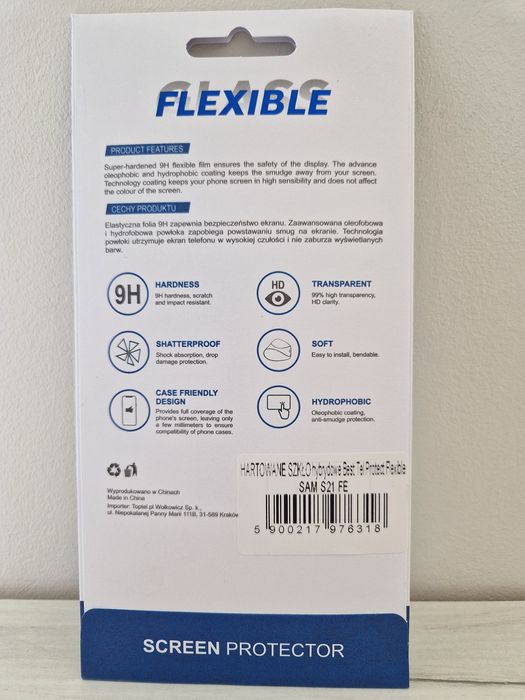 GLASS
FLEXIBLE
PRODUCT FEATURES
Super-hardened 9H flexible film ensures the safety of the display. The advance
oleophobic and hydrophobic coating keeps the smudge away from your screen.
Technology coating keeps your phone screen in high sensibility and does not affect
the colour of the screen.
CECHY PRODUKTU
Elastyczna folia 9H zapewnia bezpieczeństwo ekranu. Zaawansowana oleofobowa
i hydrofobowa powłoka zapobiega powstawaniu smug na ekranie. Technologia
powłoki utrzymuje ekran telefonu w wysokiej czułości i nie zaburza wyświetlanych
barw.
9H
HARDNESS
9H hardness, scratch
and impact resistant.
HD
TRANSPARENT
99% high transparency,
HD clarity.
SHATTERPROOF
Shock absorption, drop
damage protection.
SOFT
Easy to install, bendable.
CASE FRIENDLY
DESIGN
Provides full coverage of the
phone's screen, leaving only
a few millimeters to ensure
compatibility of phone cases.
HYDROPHOBIC
Oleophobic coating,
anti-smudge protection.
Wyprodukowano w Chinach
Made in China
Importer: Toptel.pl Wołkowicz Sp. k.,
ul. Niepokalanej Panny Marii 111B, 31-589 Kraków
HARTOWANE SZKŁO hybrydowe Best Tel Protect Flexible
SAM S21 FE
5 900217 976318
SCREEN PROTECTOR